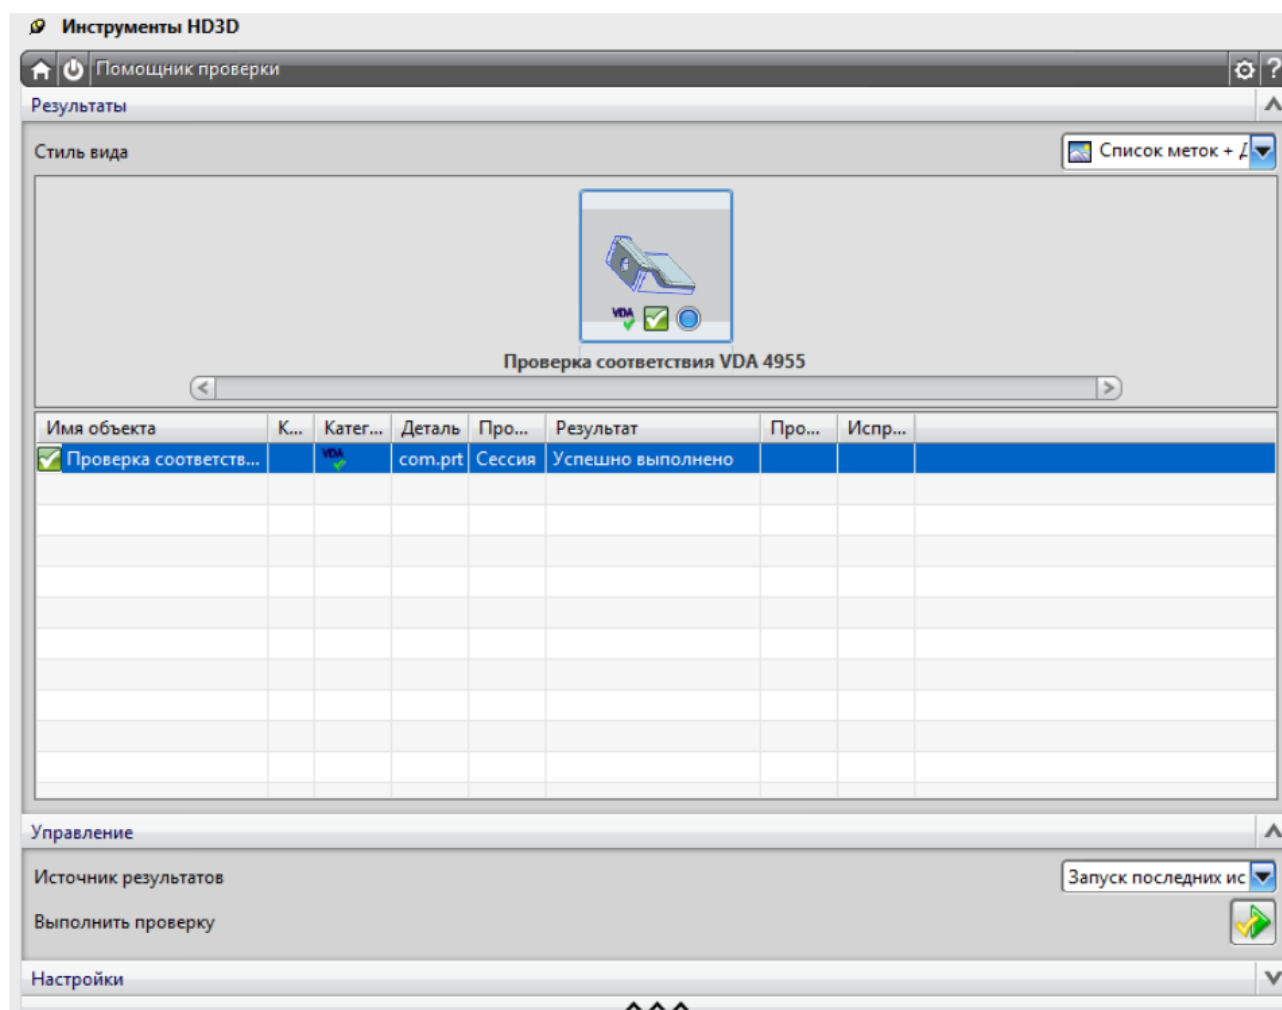 Инструменты HD3D
Помощник проверки
?
Результаты
Стиль вида
Список меток + Д
VDA
Проверка соответствия VDA 4955
Имя объекта К... Катег... Деталь Про... Результат Про... Испр...
Проверка соответств... VDA com.prt Сессия Успешно выполнено
Управление
Источник результатов
Запуск последних ис
Выполнить проверку
Настройки